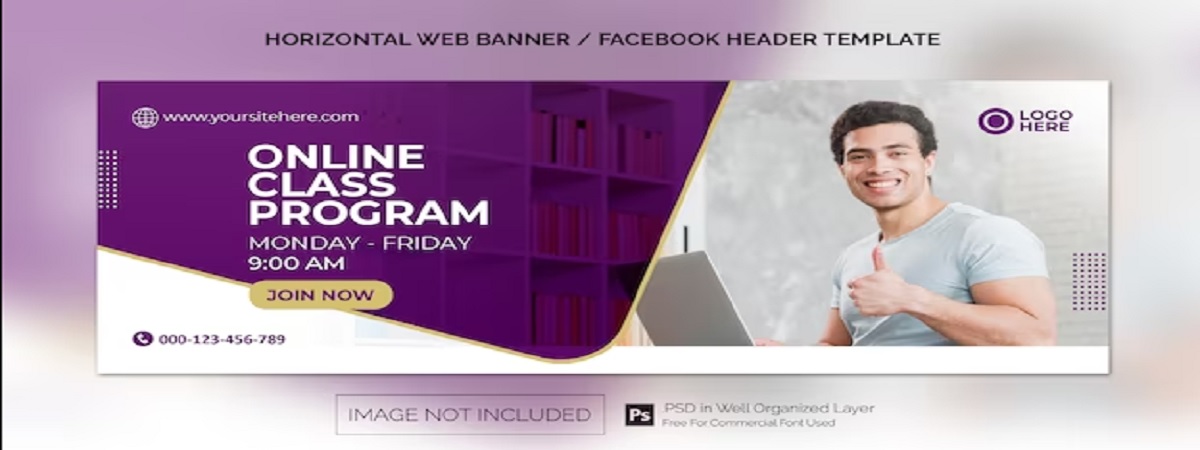 HORIZONTAL WEB BANNER / FACEBOOK HEADER TEMPLATE
www.yoursitehere.com
LOGO
HERE
ONLINE
CLASS
PROGRAM
MONDAY - FRIDAY
9:00 AM
JOIN NOW
000-123-456-789
IMAGE NOT INCLUDED
Ps
.PSD in Well Organized Layer
Free For Commercial Font Used